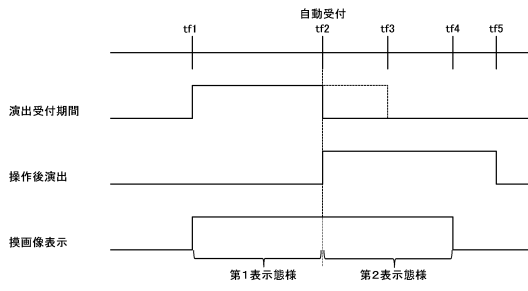 自動受付
tf1 tf2 tf3 tf4 tf5
演出受付期間
操作後演出
摸画像表示
第1表示態様 第2表示態様